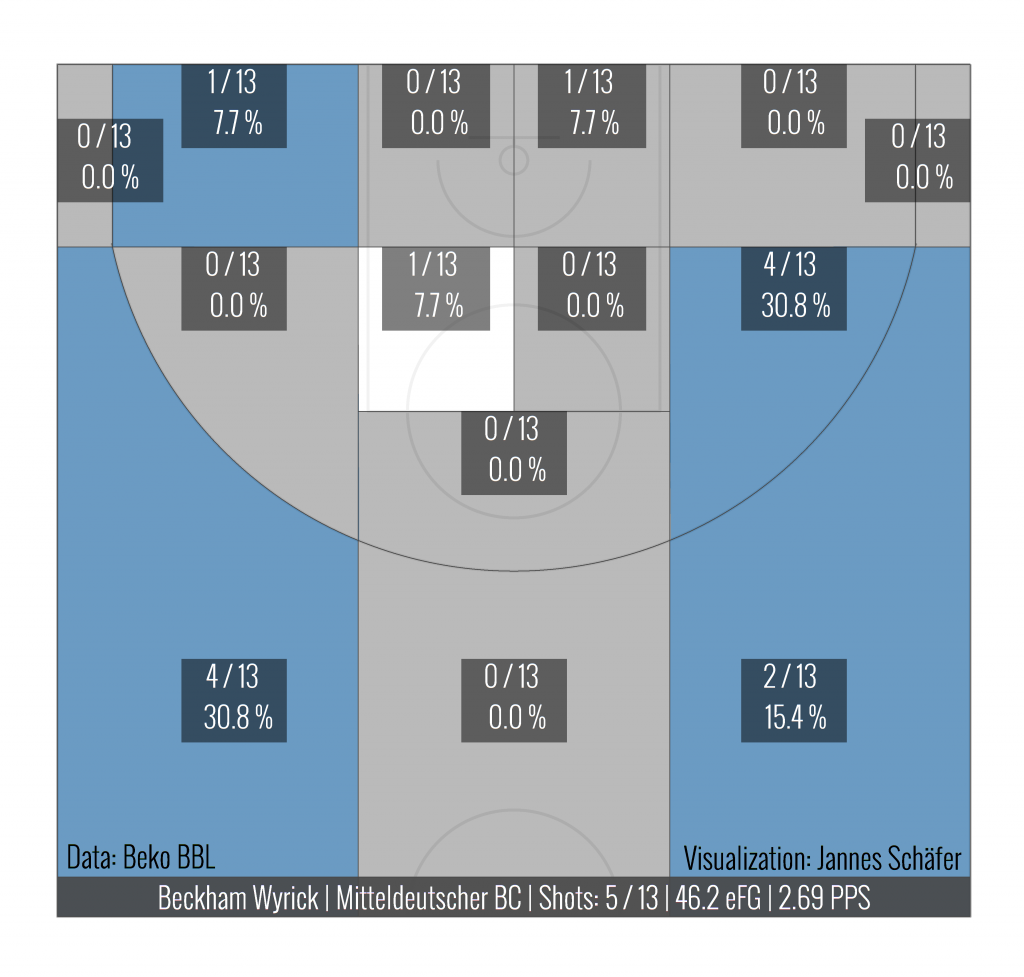 1 / 13
7.7 %
0 / 13
0.0 %
1 / 13
7.7 %
0 / 13
0.0 %
0 / 13
0.0 %
0 / 13
0.0 %
0 / 13
0.0 %
1 / 13
7.7 %
0 / 13
0.0 %
4 / 13
30.8 %
0 / 13
0.0 %
4 / 13
30.8 %
0 / 13
0.0 %
2 / 13
15.4 %
Data: Beko BBL
Visualization: Jannes Schäfer
Beckham Wyrick | Mitteldeutscher BC | Shots: 5 / 13 | 46.2 eFG | 2.69 PPS